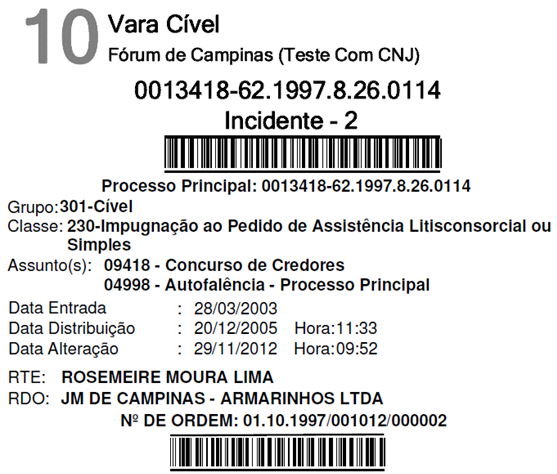 10 Vara Cível
Fórum de Campinas (Teste Com CNJ)
0013418-62.1997.8.26.0114
Incidente - 2
Processo Principal: 0013418-62.1997.8.26.0114
Grupo: 301-Cível
Classe: 230-Impugnação ao Pedido de Assistência Litisconsorcial ou
Simples
Assunto(s): 09418 - Concurso de Credores
04998 - Autofalência - Processo Principal
Data Entrada : 28/03/2003
Data Distribuição : 20/12/2005 Hora:11:33
Data Alteração : 29/11/2012 Hora:09:52
RTE: ROSEMEIRE MOURA LIMA
RDO: JM DE CAMPINAS - ARMARINHOS LTDA
Nº DE ORDEM: 01.10.1997/001012/000002